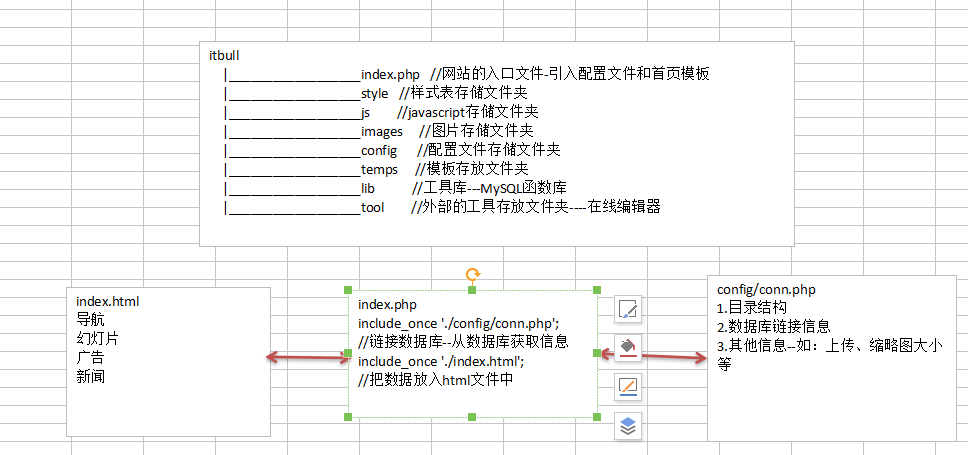 itbull
|__________________index.php //网站的入口文件-引入配置文件和首页模板
|__________________style //样式表存储文件夹
|__________________js //javascript存储文件夹
|__________________images //图片存储文件夹
|__________________config //配置文件存储文件夹
|__________________temps //模板存放文件夹
|__________________lib //工具库---MySQL函数库
|__________________tool //外部的工具存放文件夹----在线编辑器
index.html
导航
幻灯片
广告
新闻
index.php
include_once './config/conn.php';
//链接数据库--从数据库获取信息
include_once './index.html';
//把数据放入html文件中
config/conn.php
1.目录结构
2.数据库链接信息
3.其他信息--如：上传、缩略图大小
等